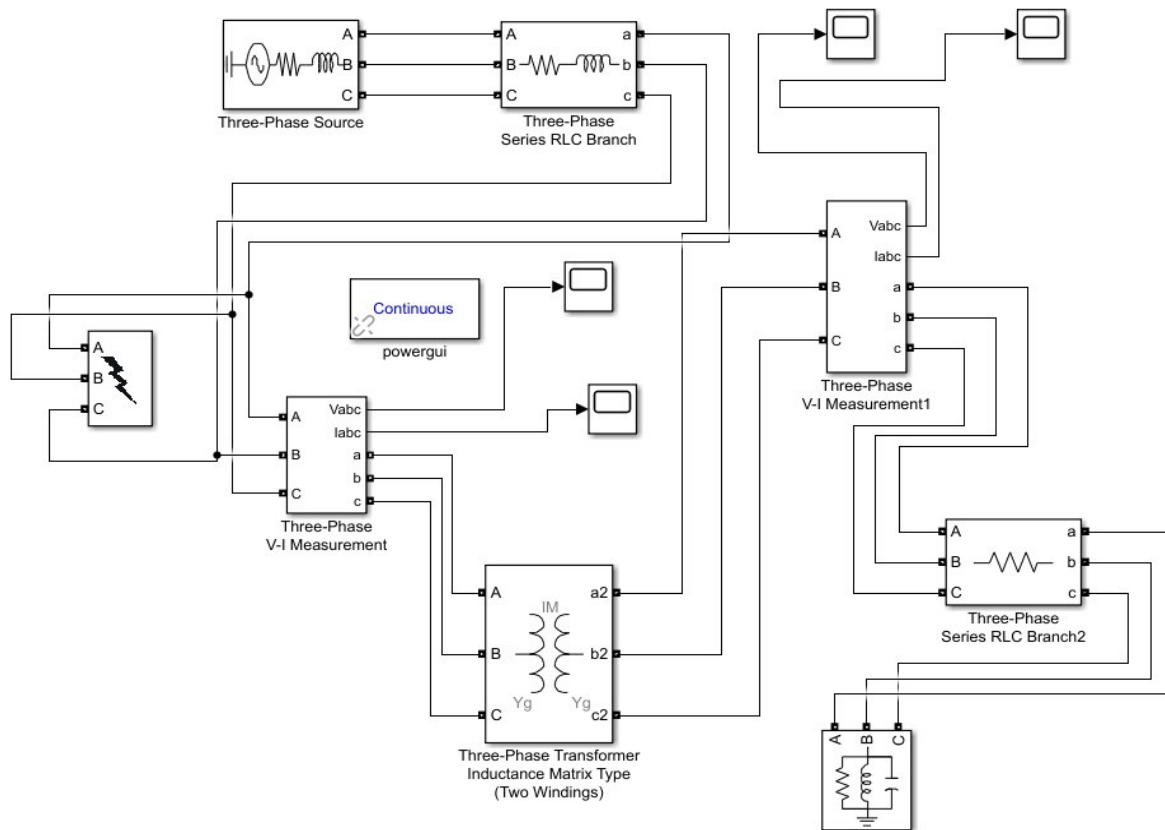 A
B
C
A
B
C
a
b
c
Three-Phase Source
Three-Phase
Series RLC Branch
Vabc
Iabc
A
B
C
a
b
c
Three-Phase
V-I Measurement1
Continuous
powergui
A
B
C
Vabc
Iabc
A
B
C
a
b
c
Three-Phase
V-I Measurement
A
B
C
a
b
c
Three-Phase
Series RLC Branch2
IM
A
B
C
a2
b2
c2
Yg
Yg
Three-Phase Transformer
Inductance Matrix Type
(Two Windings)
A
B
C